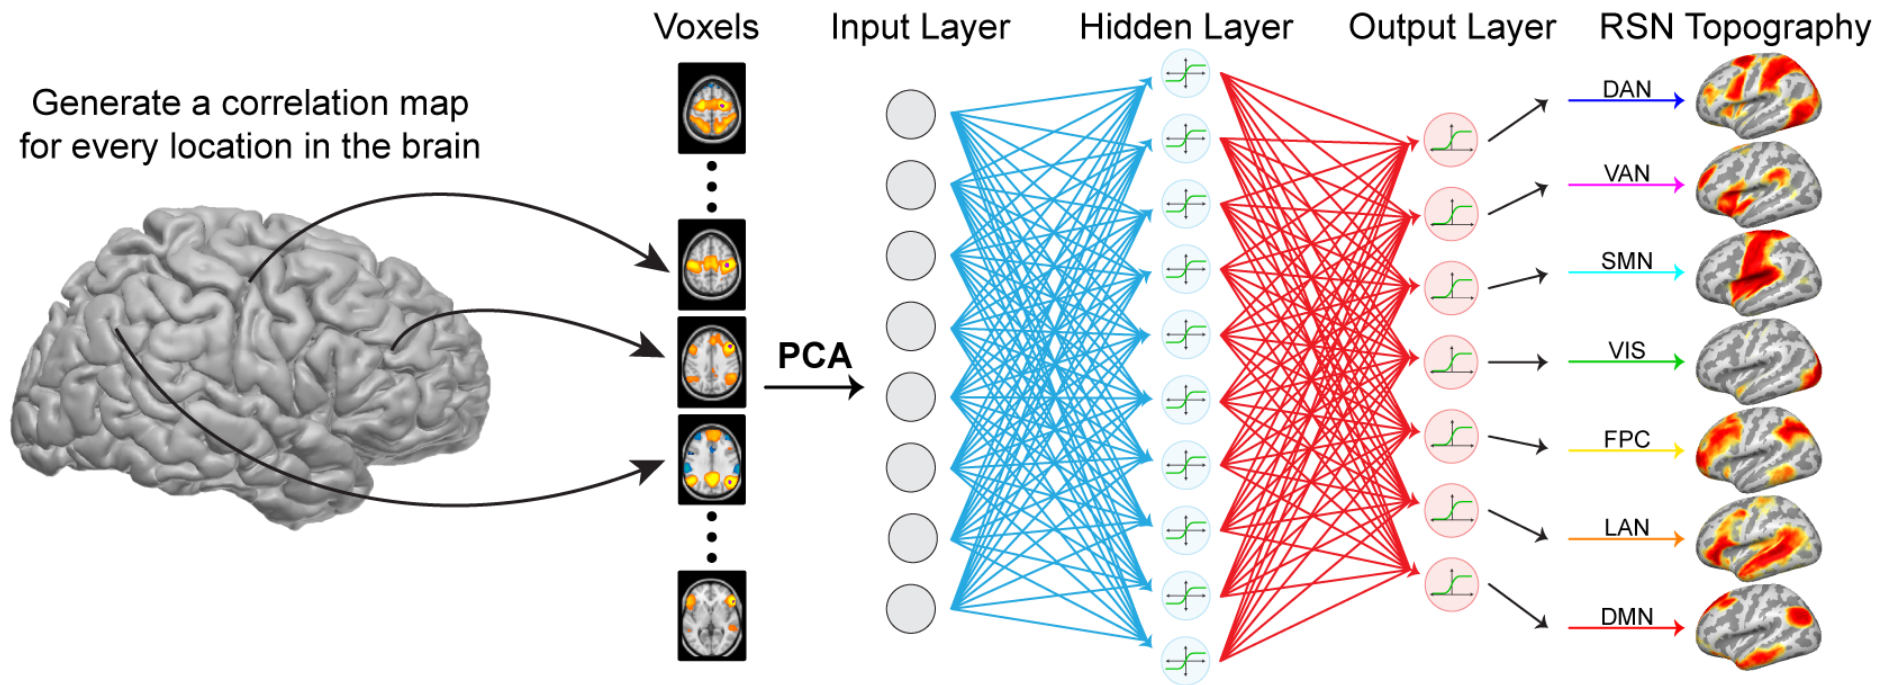 Voxels
Input Layer
Hidden Layer
Output Layer
RSN Topography
Generate a correlation map
for every location in the brain
PCA
DAN
VAN
SMN
VIS
FPC
LAN
DMN